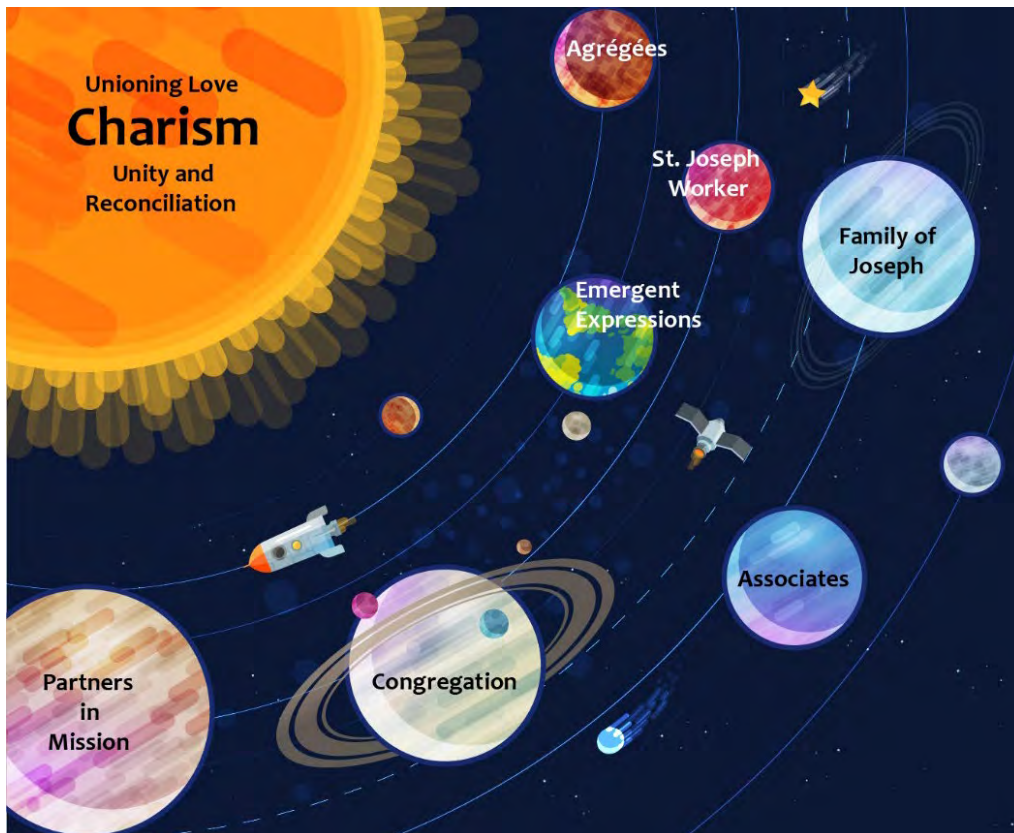 Unioning Love
Charism
Unity and
Reconciliation
Agrégées
St. Joseph
Worker
Family of
Joseph
Emergent
Expressions
Associates
Congregation
Partners
in
Mission